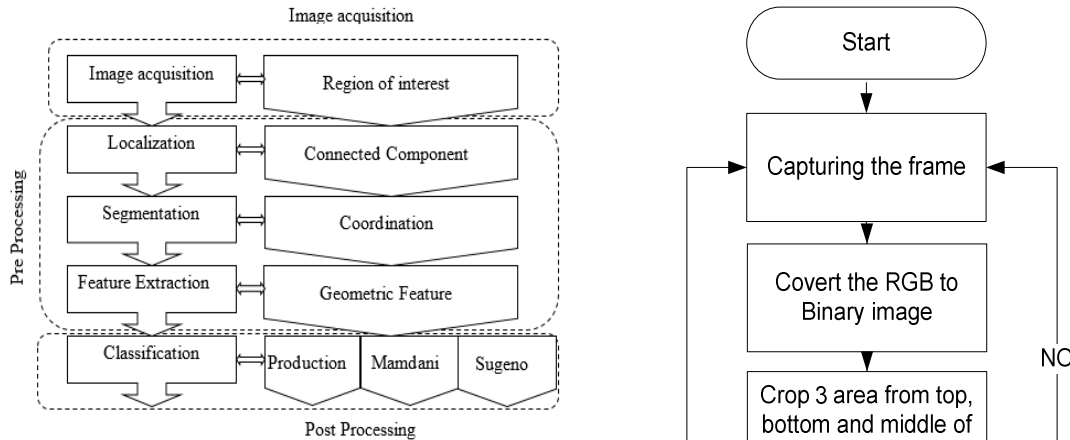 Image acquisition
Image acquisition
Region of interest
Pre Processing
Localization
Connected Component
Segmentation
Coordination
Feature Extraction
Geometric Feature
Classification
Production
Mamdani
Sugeno
Post Processing
Start
Capturing the frame
Covert the RGB to
Binary image
NO
Crop 3 area from top,
bottom and middle of